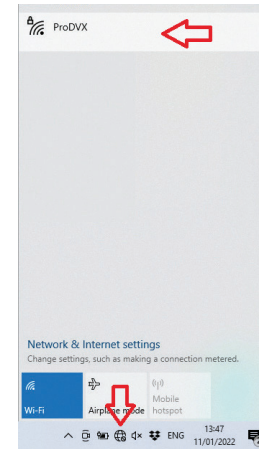 ProDVX
Network & Internet settings
Change settings, such as making a connection metered.
Mobile
Wi-Fi Airplane mode hotspot
13:47
ENG
11/01/2022